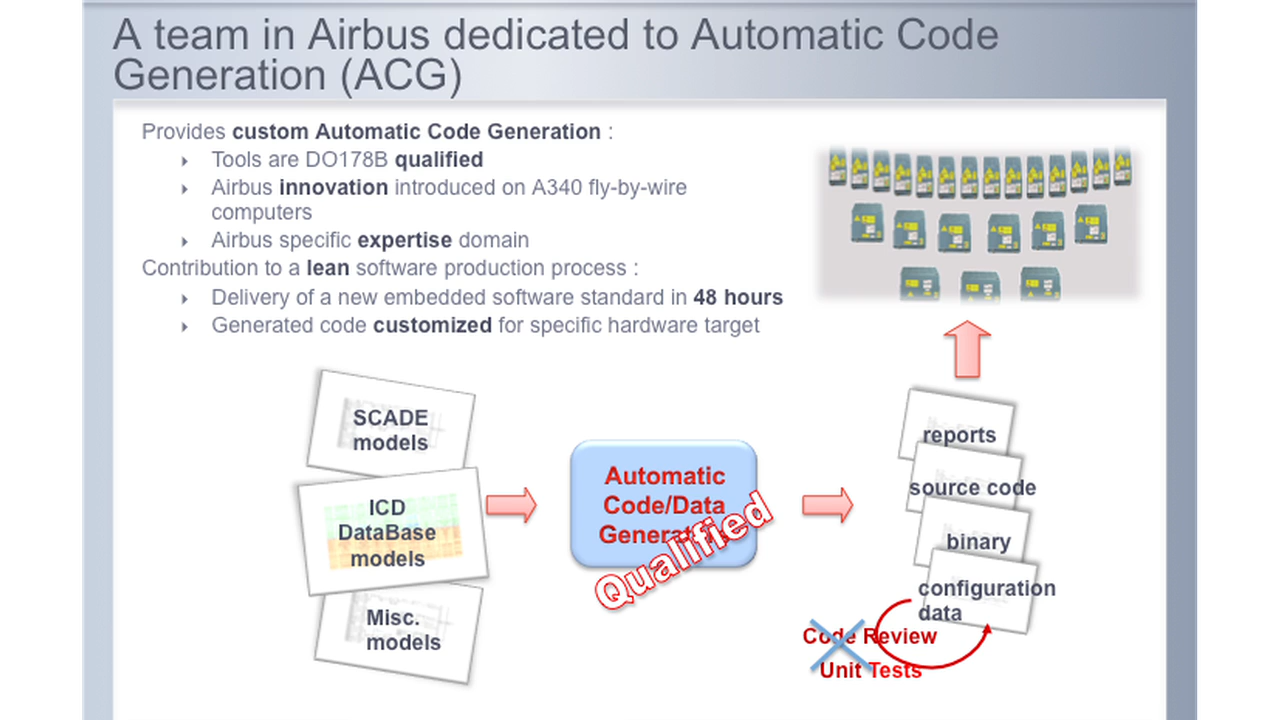 A team in Airbus dedicated to Automatic Code
Generation (ACG)
Provides custom Automatic Code Generation :
Tools are DO178B qualified
Airbus innovation introduced on A340 fly-by-wire
computers
Airbus specific expertise domain
Contribution to a lean software production process :
Delivery of a new embedded software standard in 48 hours
Generated code customized for specific hardware target
SCADE
models
ICD
DataBase
models
Misc.
models
Automatic
Code/Data
Qualified
reports
source code
binary
configuration
data
Code Review
Unit Tests